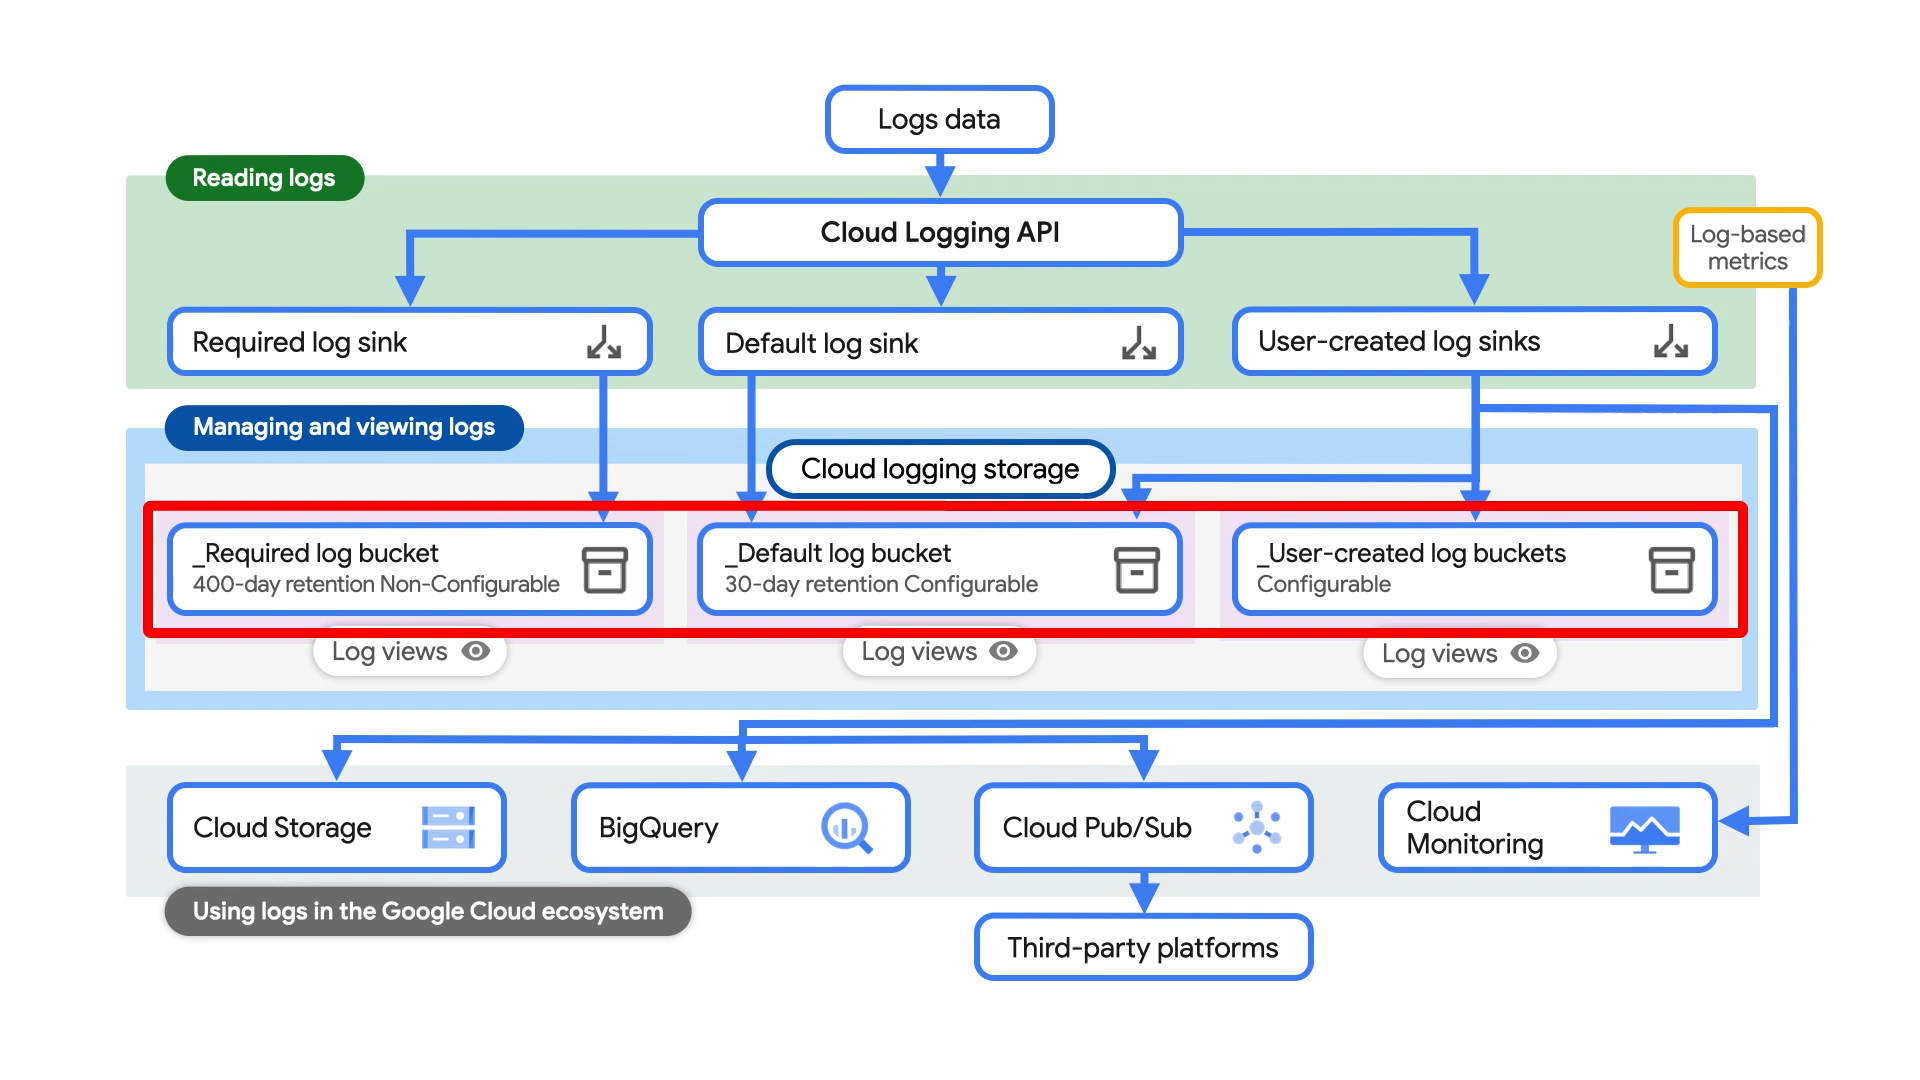 Logs data
Reading logs
Cloud Logging API
Log-based
metrics
Required log sink
Default log sink
User-created log sinks
Managing and viewing logs
Cloud logging storage
_Required log bucket
400-day retention Non-Configurable
_Default log bucket
30-day retention Configurable
_User-created log buckets
Configurable
Log views
Log views
Log views
Cloud Storage
BigQuery
Cloud Pub/Sub
Cloud
Monitoring
Using logs in the Google Cloud ecosystem
Third-party platforms